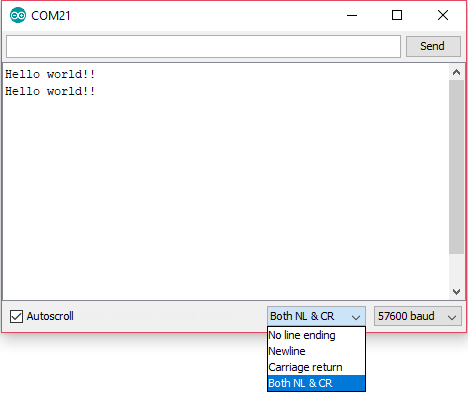 COM21
Send
Hello world!!
Hello world!!
Autoscroll
Both NL & CR
57600 baud
No line ending
Newline
Carriage return
Both NL & CR